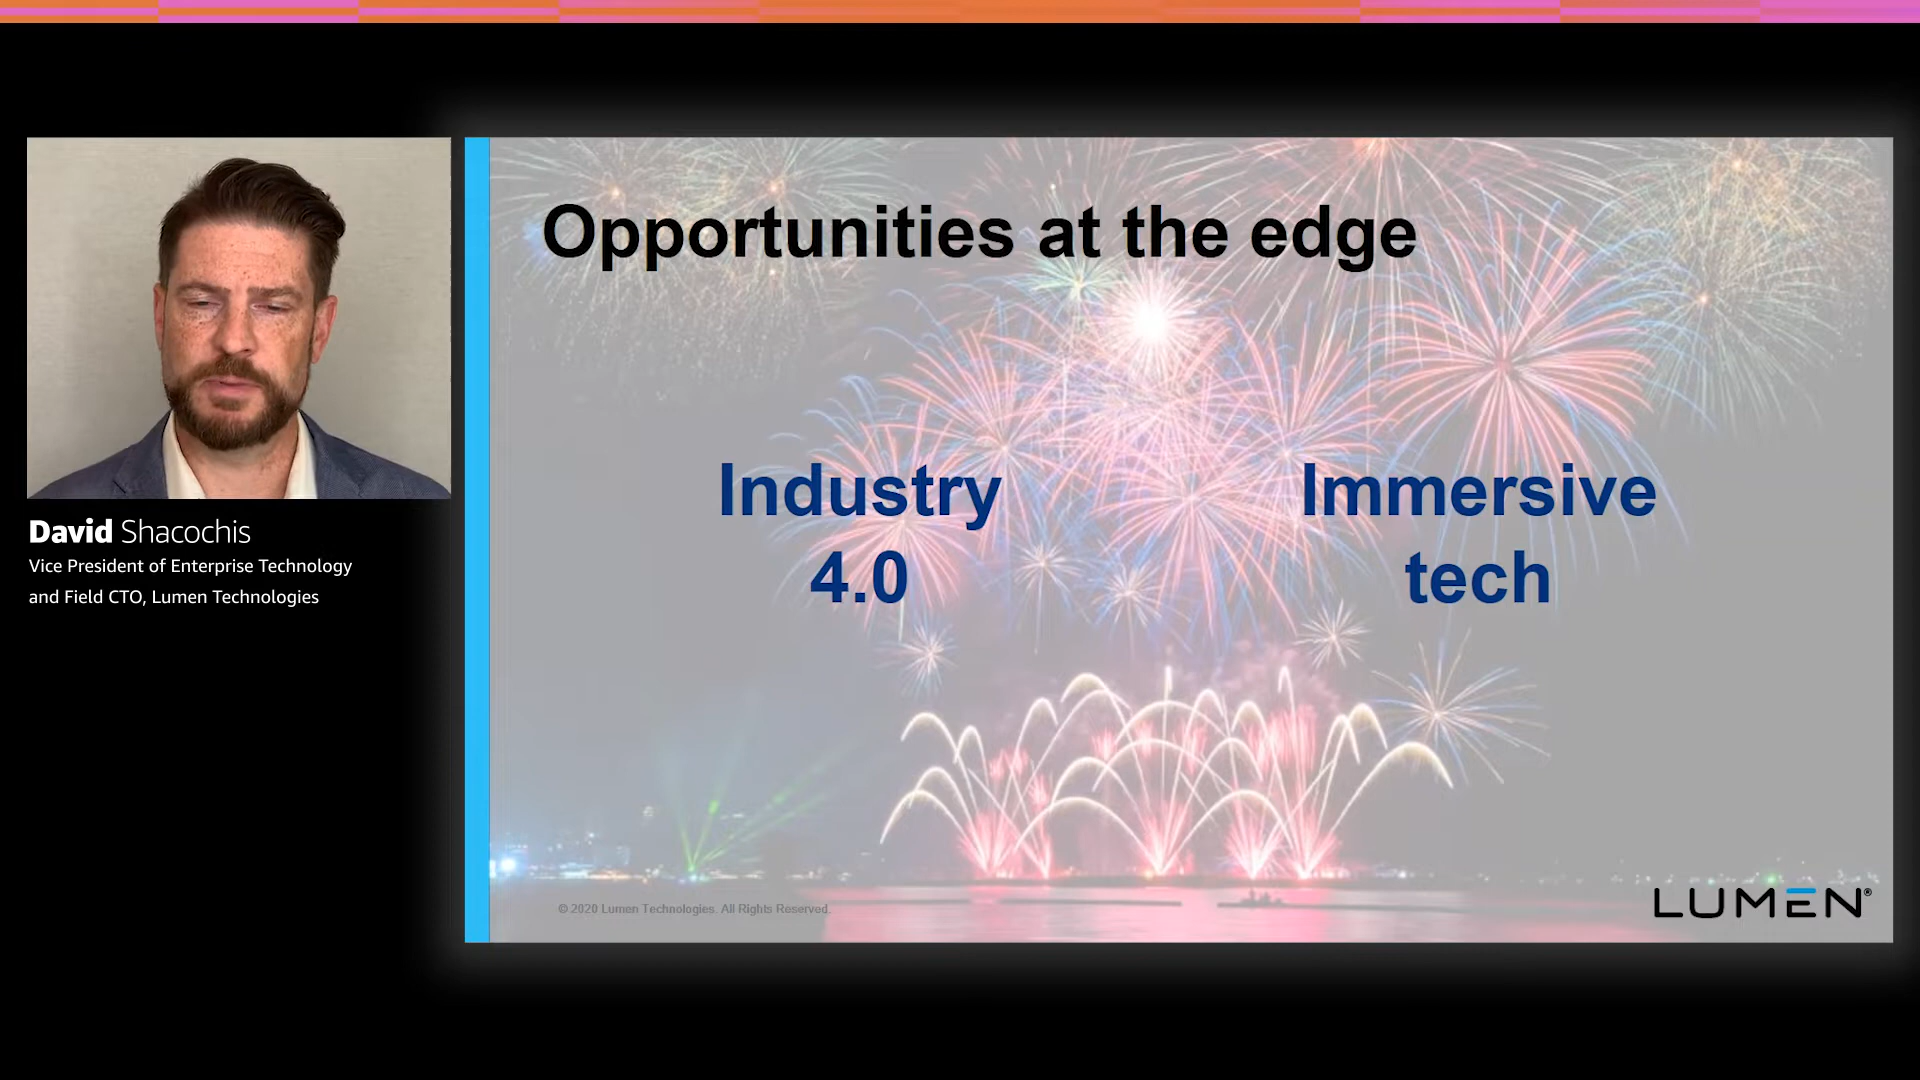 David Shacochis
Vice President of Enterprise Technology
and Field CTO, Lumen Technologies
Opportunities at the edge
Industry
4.0
Immersive
tech
© 2020 Lumen Technologies. All Rights Reserved.
LUMEN®